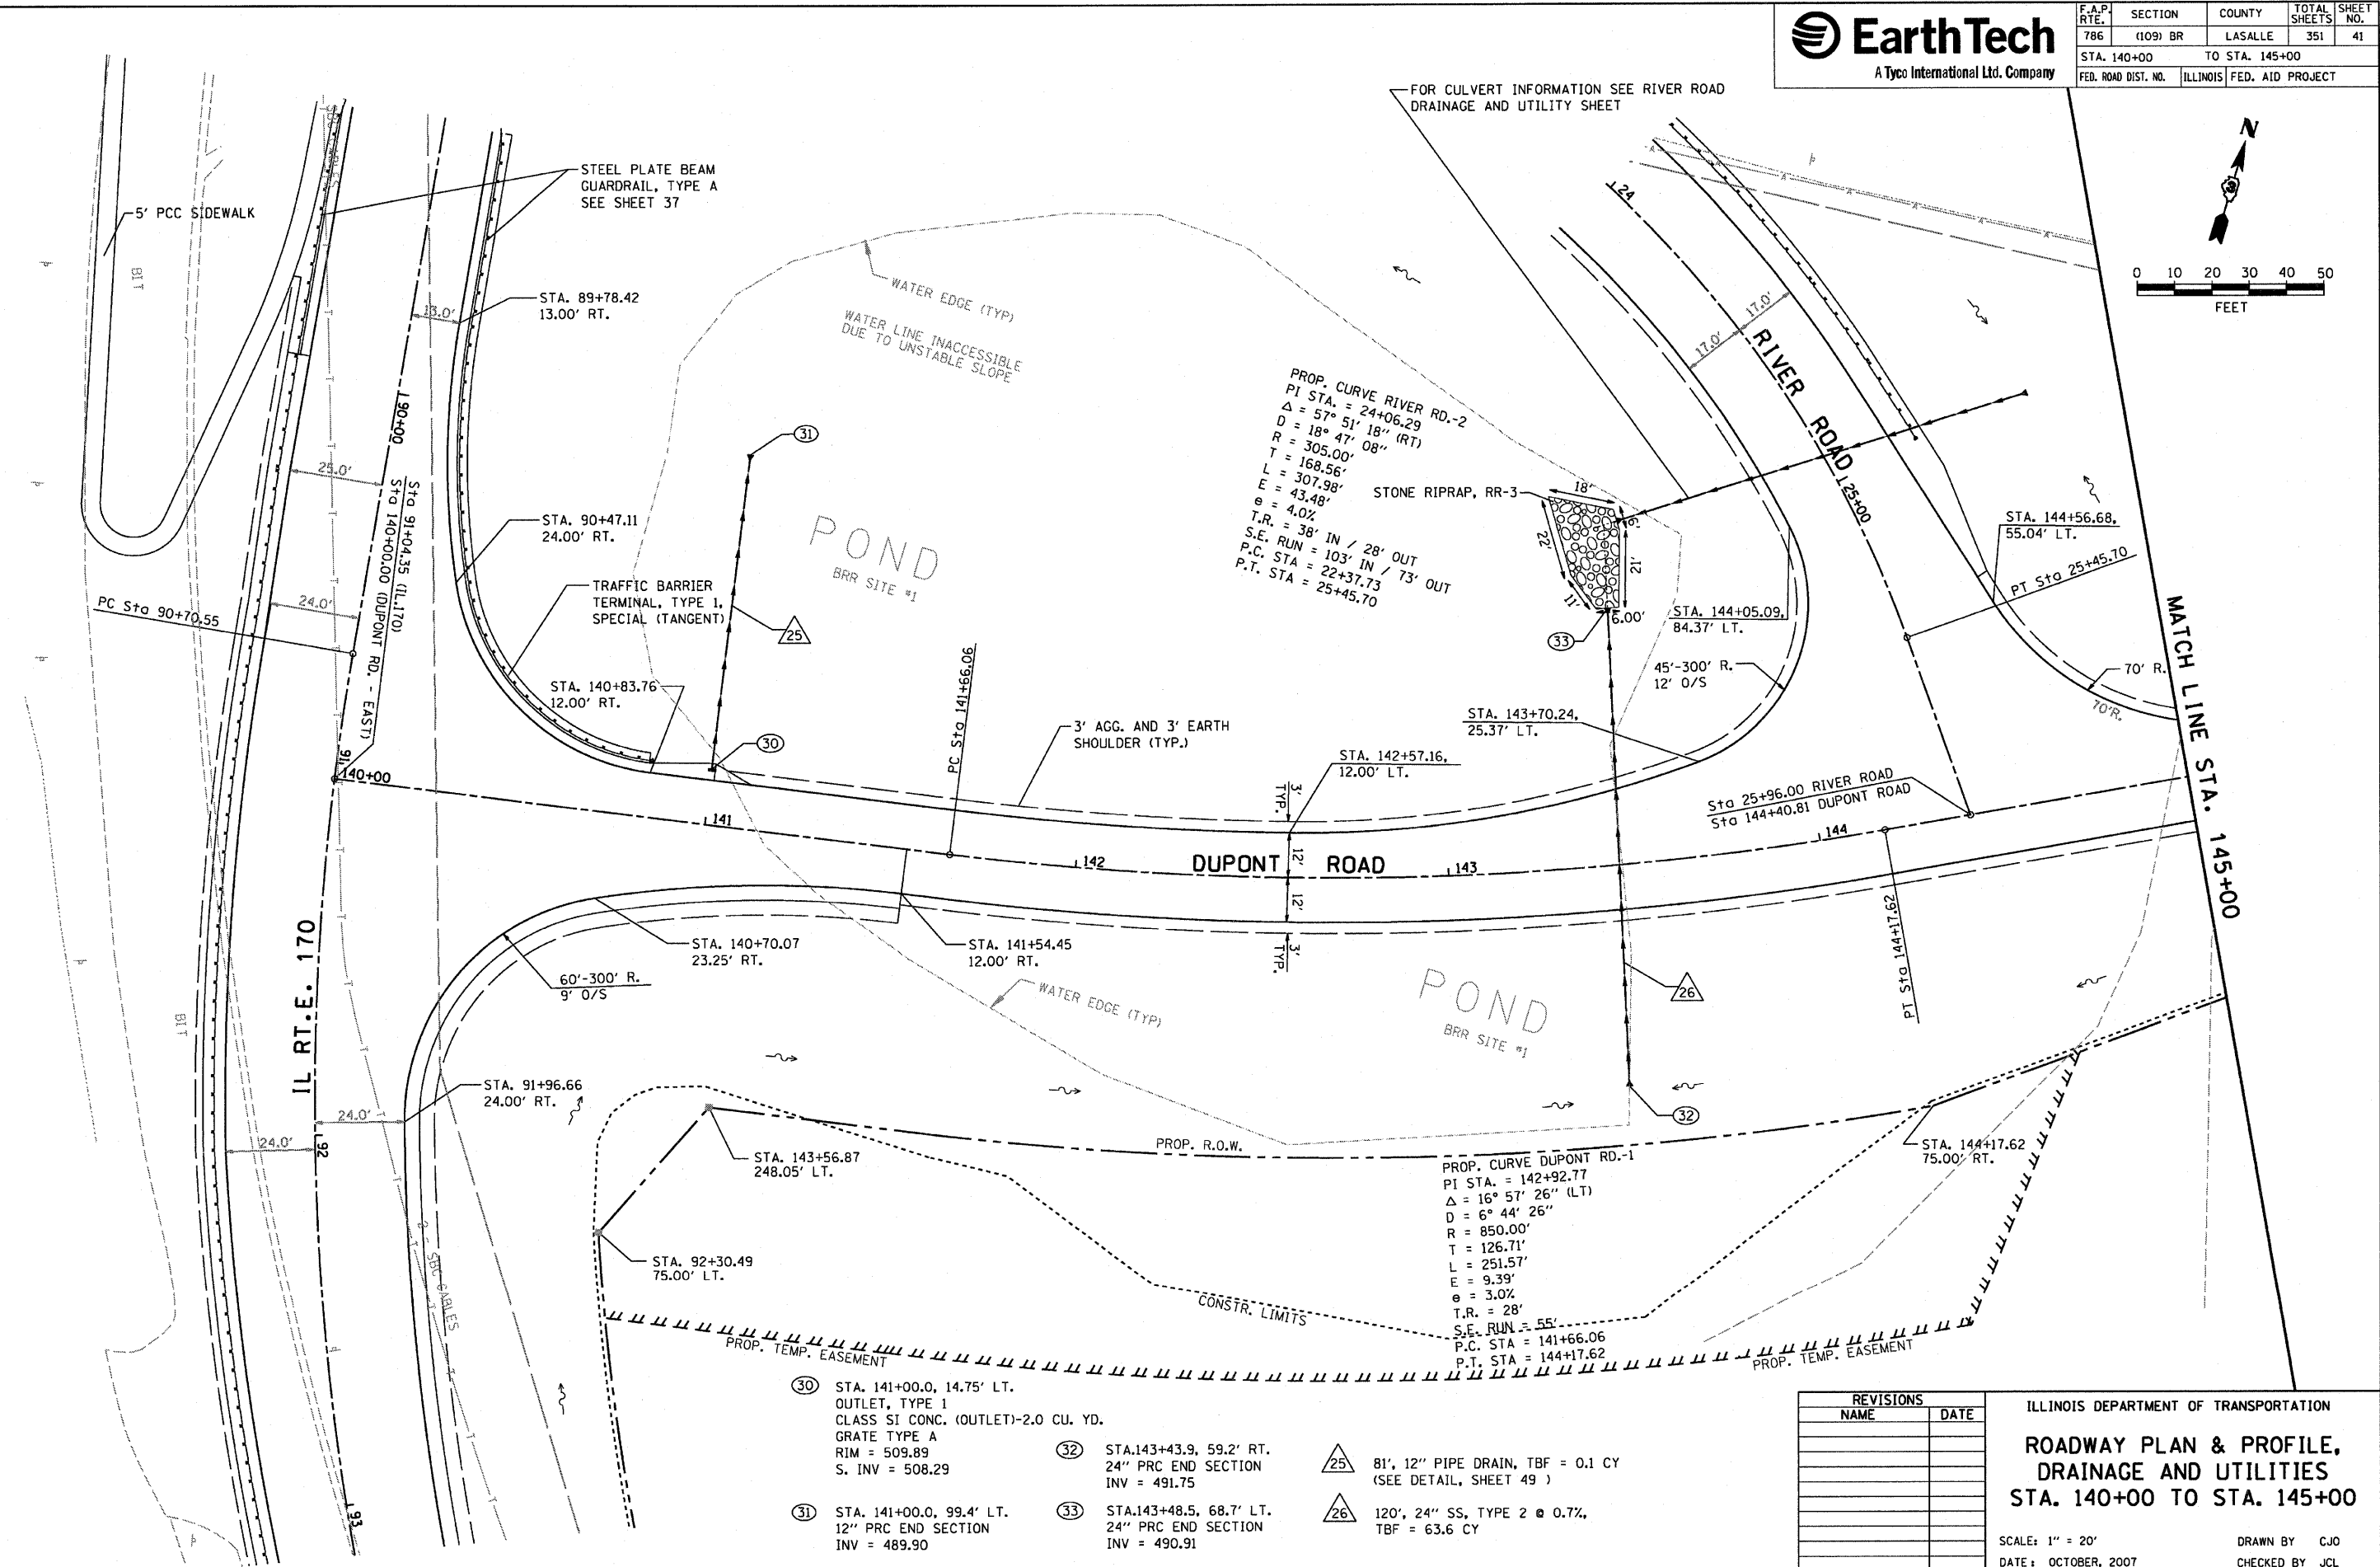 EarthTech
A Tyco International Ltd. Company
F.A.P. RTE. SECTION COUNTY TOTAL SHEETS SHEET NO.
786 (109) BR LASALLE 351 41
STA. 140+00 TO STA. 145+00
FED. ROAD DIST. NO. ILLINOIS FED. AID PROJECT
N
0 10 20 30 40 50
FEET
FOR CULVERT INFORMATION SEE RIVER ROAD
DRAINAGE AND UTILITY SHEET
STEEL PLATE BEAM
GUARDRAIL, TYPE A
SEE SHEET 37
5' PCC SIDEWALK
BIT
STA. 89+78.42
13.00' RT.
13.0'
WATER EDGE (TYP)
WATER LINE INACCESSIBLE
DUE TO UNSTABLE SLOPE
24
17.0'
17.0'
RIVER ROAD
25+00
PROP. CURVE RIVER RD.-2
PI STA. = 24+06.29
Δ = 57° 51' 18" (RT)
D = 18° 47' 08"
R = 305.00'
T = 168.56'
L = 307.98'
E = 43.48'
e = 4.0%
T.R. = 38' IN / 28' OUT
S.E. RUN = 103' IN / 73' OUT
P.C. STA = 22+37.73
P.T. STA = 25+45.70
90+00
31
25.0'
Sta 91+04.35 (IL.170)
Sta 140+00.00 (DUPONT RD. - EAST)
STA. 90+47.11
24.00' RT.
POND
BRR SITE #1
STONE RIPRAP, RR-3
18'
6'
22'
21'
11'
6.00'
33
STA. 144+56.68,
55.04' LT.
PT Sta 25+45.70
STA. 144+05.09,
84.37' LT.
45'-300' R.
12' O/S
70' R.
70'R.
MATCH LINE STA. 145+00
PC Sta 90+70.55
24.0'
TRAFFIC BARRIER
TERMINAL, TYPE 1,
SPECIAL (TANGENT)
25
STA. 140+83.76
12.00' RT.
PC Sta 141+66.06
30
3' AGG. AND 3' EARTH
SHOULDER (TYP.)
STA. 143+70.24,
25.37' LT.
STA. 142+57.16,
12.00' LT.
3'
TYP.
Sta 25+96.00 RIVER ROAD
Sta 144+40.81 DUPONT ROAD
91
140+00
141
142
DUPONT ROAD
143
144
12'
12'
3'
TYP.
STA. 140+70.07
23.25' RT.
STA. 141+54.45
12.00' RT.
60'-300' R.
9' O/S
WATER EDGE (TYP)
POND
BRR SITE #1
26
PT Sta 144+17.62
IL RT.E. 170
BIT
STA. 91+96.66
24.00' RT.
24.0'
24.0'
92
32
STA. 143+56.87
248.05' LT.
PROP. R.O.W.
STA. 144+17.62
75.00' RT.
STA. 92+30.49
75.00' LT.
2 - SBC CABLES
PROP. CURVE DUPONT RD.-1
PI STA. = 142+92.77
Δ = 16° 57' 26" (LT)
D = 6° 44' 26"
R = 850.00'
T = 126.71'
L = 251.57'
E = 9.39'
e = 3.0%
T.R. = 28'
S.E. RUN = 55'
P.C. STA = 141+66.06
P.T. STA = 144+17.62
CONSTR. LIMITS
PROP. TEMP. EASEMENT
PROP. TEMP. EASEMENT
93
30 STA. 141+00.0, 14.75' LT.
OUTLET, TYPE 1
CLASS SI CONC. (OUTLET)-2.0 CU. YD.
GRATE TYPE A
RIM = 509.89
S. INV = 508.29
31 STA. 141+00.0, 99.4' LT.
12" PRC END SECTION
INV = 489.90
32 STA.143+43.9, 59.2' RT.
24" PRC END SECTION
INV = 491.75
33 STA.143+48.5, 68.7' LT.
24" PRC END SECTION
INV = 490.91
25 81', 12" PIPE DRAIN, TBF = 0.1 CY
(SEE DETAIL, SHEET 49 )
26 120', 24" SS, TYPE 2 @ 0.7%,
TBF = 63.6 CY
REVISIONS
NAME DATE
ILLINOIS DEPARTMENT OF TRANSPORTATION
ROADWAY PLAN & PROFILE,
DRAINAGE AND UTILITIES
STA. 140+00 TO STA. 145+00
SCALE: 1" = 20' DRAWN BY CJO
DATE: OCTOBER, 2007 CHECKED BY JCL